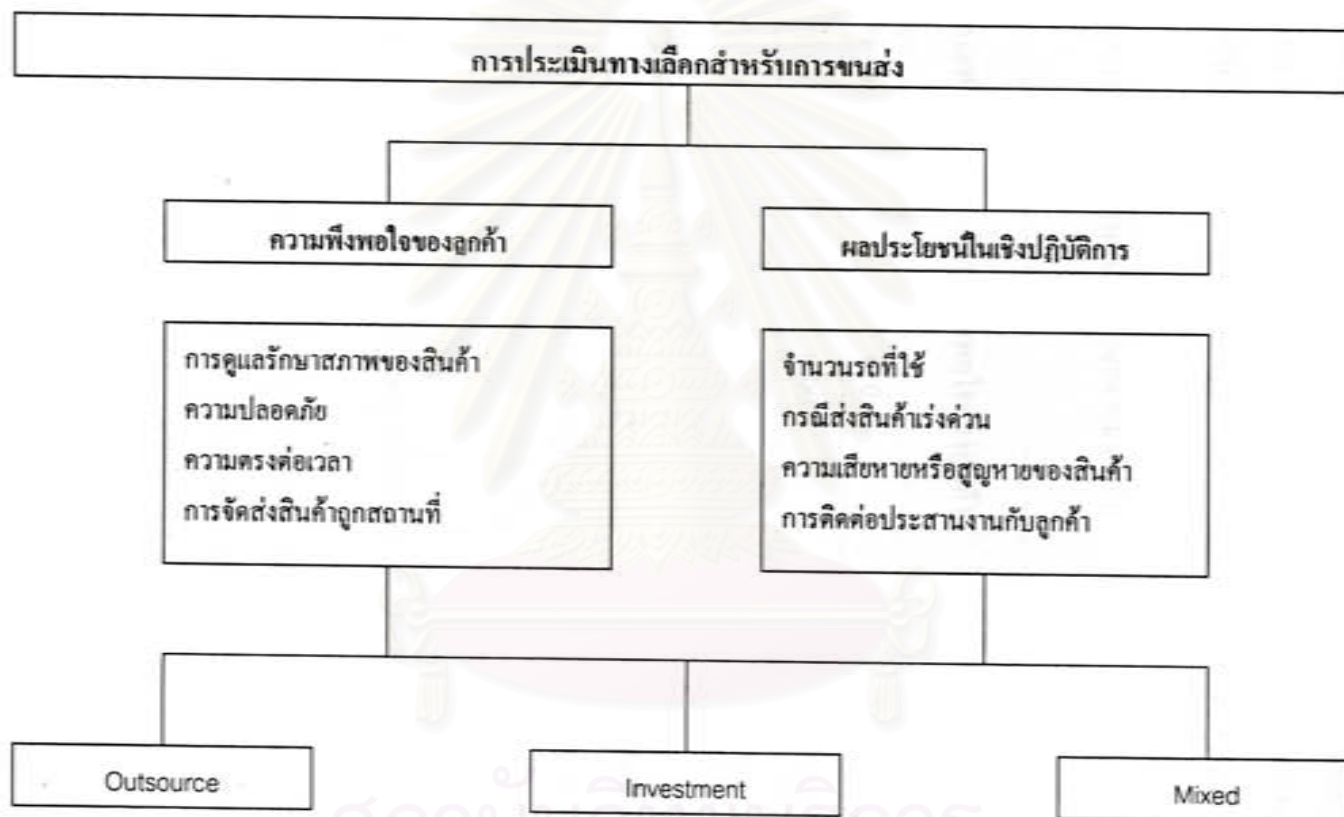 การประเมินทางเลือกสำหรับการขนส่ง
ความพึงพอใจของลูกค้า
ผลประโยชน์ในเชิงปฏิบัติการ
การดูแลรักษาสภาพของสินค้า
ความปลอดภัย
ความตรงต่อเวลา
การจัดส่งสินค้าถูกสถานที่
จำนวนรถที่ใช้
กรณีส่งสินค้าเร่งด่วน
ความเสียหายหรือสูญหายของสินค้า
การติดต่อประสานงานกับลูกค้า
Outsource
Investment
Mixed